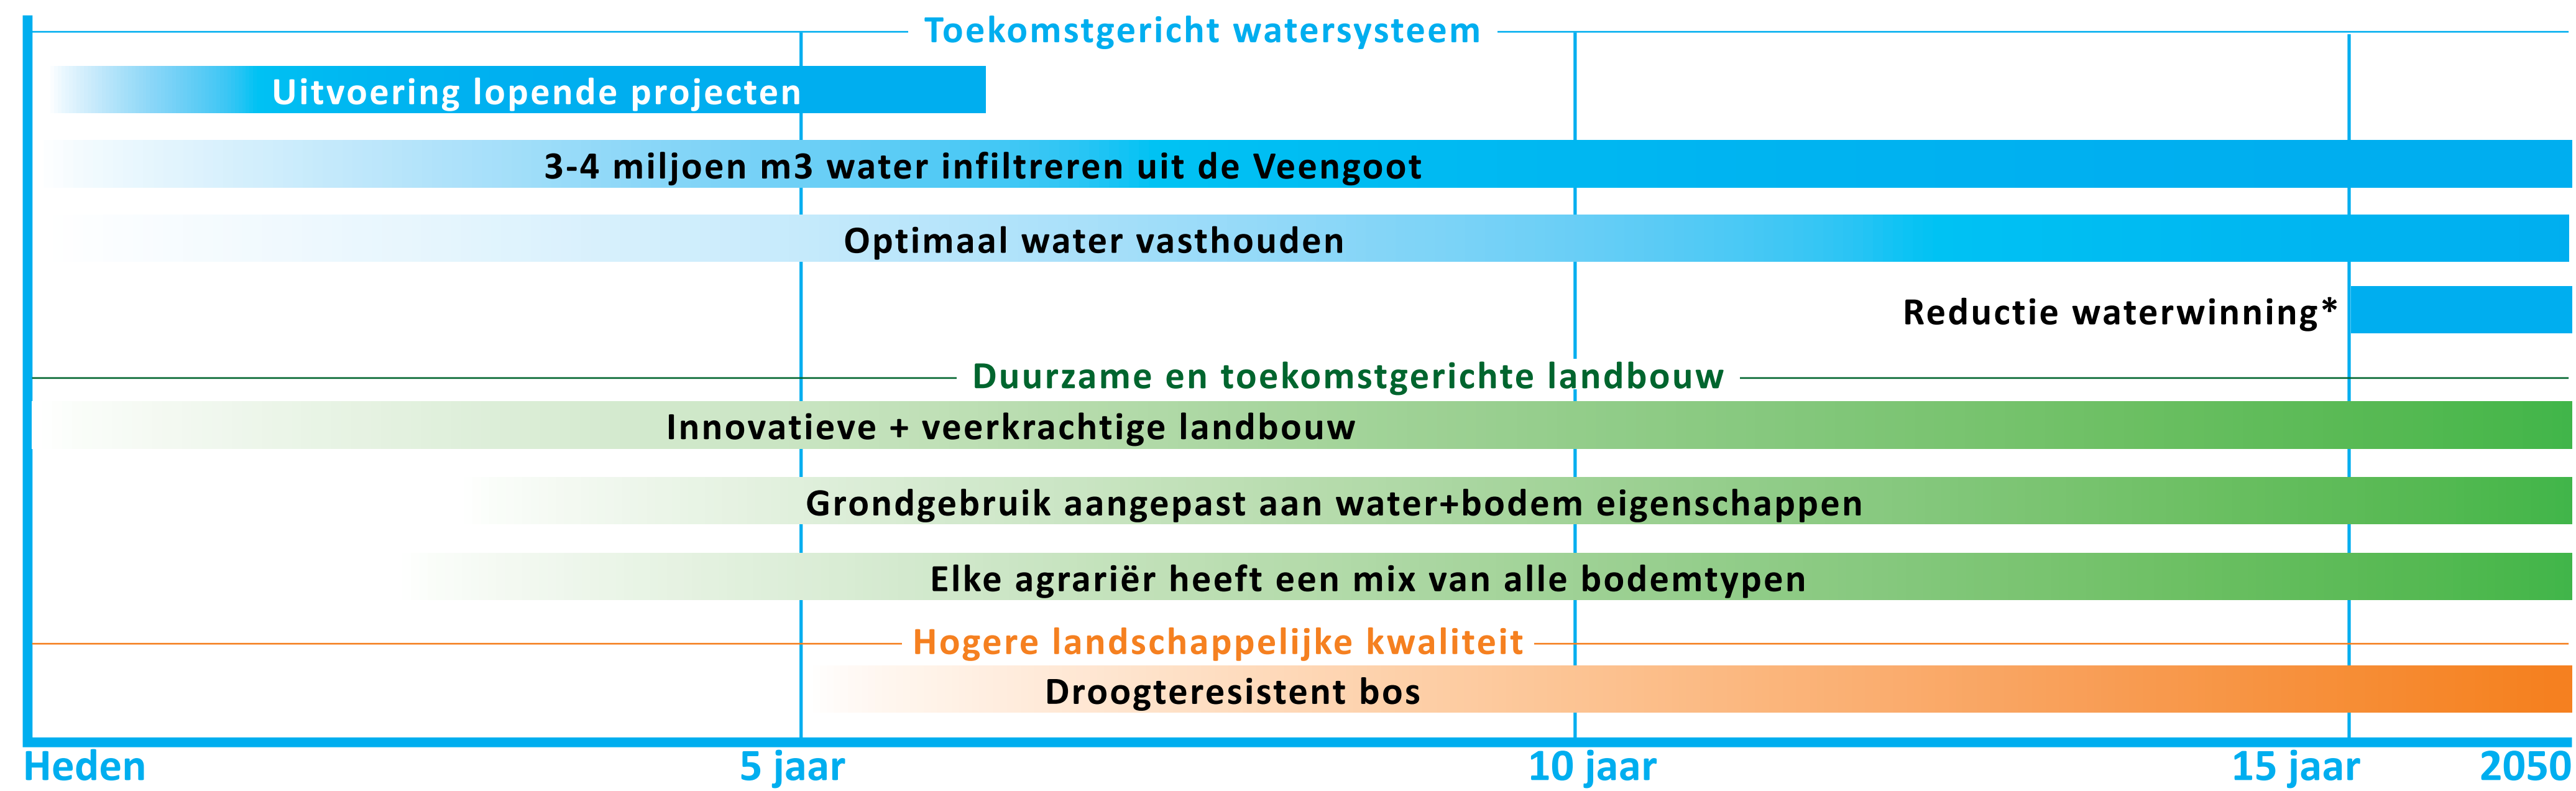 Toekomstgericht watersysteem
Uitvoering lopende projecten
3-4 miljoen m3 water infiltreren uit de Veengoot
Optimaal water vasthouden
Reductie waterwinning*
Duurzame en toekomstgerichte landbouw
Innovatieve + veerkrachtige landbouw
Grondgebruik aangepast aan water+bodem eigenschappen
Elke agrariër heeft een mix van alle bodemtypen
Hogere landschappelijke kwaliteit
Droogteresistent bos
Heden 5 jaar 10 jaar 15 jaar 2050